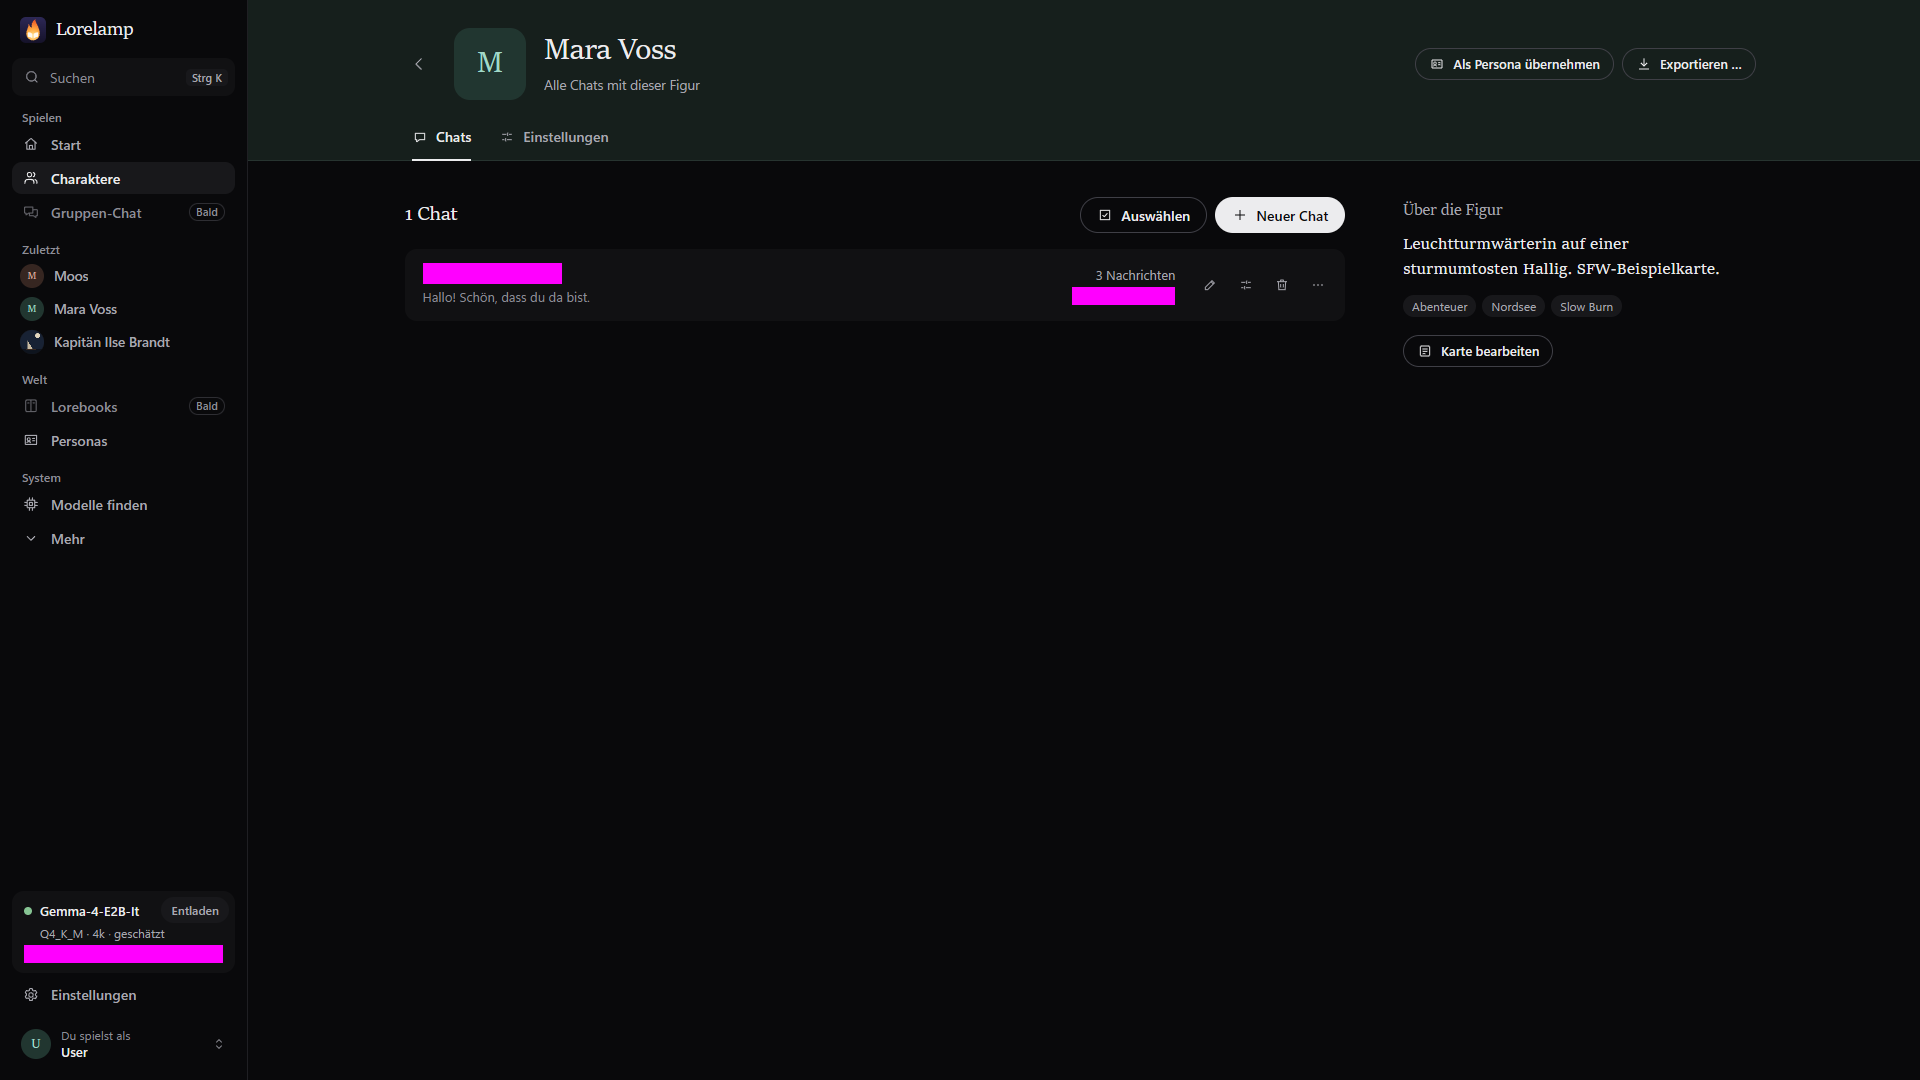 Lorelamp
Suchen
Strg K
Spielen
Start
Charaktere
Gruppen-Chat
Bald
Zuletzt
M
Moos
M
Mara Voss
Kapitän Ilse Brandt
Welt
Lorebooks
Bald
Personas
System
Modelle finden
Mehr
Gemma-4-E2B-It
Entladen
Q4_K_M · 4k · geschätzt
Einstellungen
U
Du spielst als
User
M
Mara Voss
Alle Chats mit dieser Figur
Als Persona übernehmen
Exportieren ...
Chats
Einstellungen
1 Chat
Auswählen
Neuer Chat
Hallo! Schön, dass du da bist.
3 Nachrichten
Über die Figur
Leuchtturmwärterin auf einer
sturmumtosten Hallig. SFW-Beispielkarte.
Abenteuer
Nordsee
Slow Burn
Karte bearbeiten